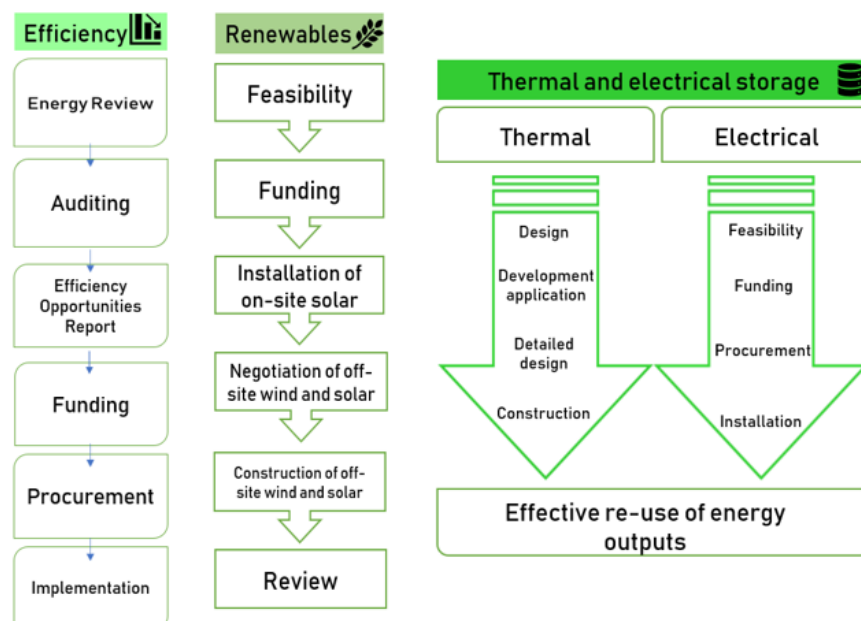 Efficiency
Energy Review
Auditing
Efficiency
Opportunities
Report
Funding
Procurement
Implementation
Renewables
Feasibility
Funding
Installation of
on-site solar
Negotiation of off-
site wind and solar
Construction of off-
site wind and solar
Review
Thermal and electrical storage
Thermal
Design
Development
application
Detailed
design
Construction
Electrical
Feasibility
Funding
Procurement
Installation
Effective re-use of energy
outputs